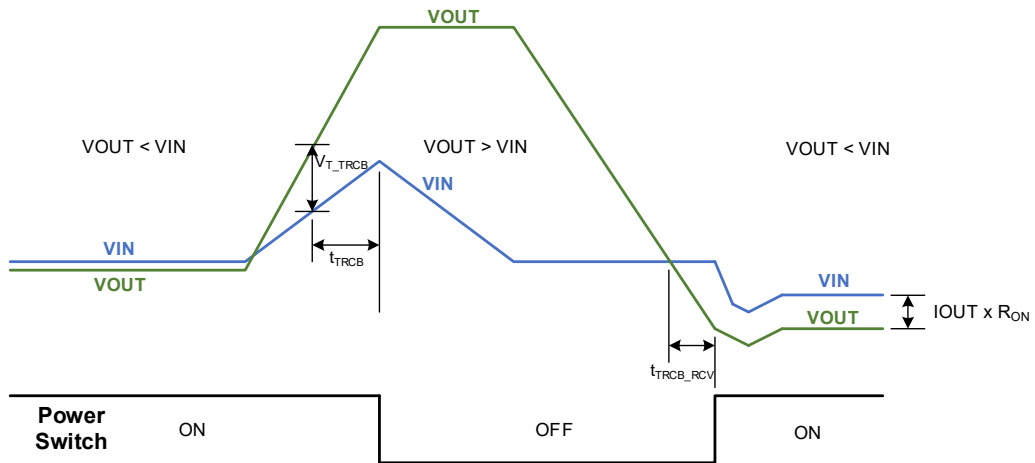 VOUT
VOUT < VIN
VOUT > VIN
VOUT < VIN
V_T_TRCB
VIN
t_TRCB
VIN
VOUT
VIN
VOUT
IOUT x R_ON
t_TRCB_RCV
Power
Switch
ON
OFF
ON